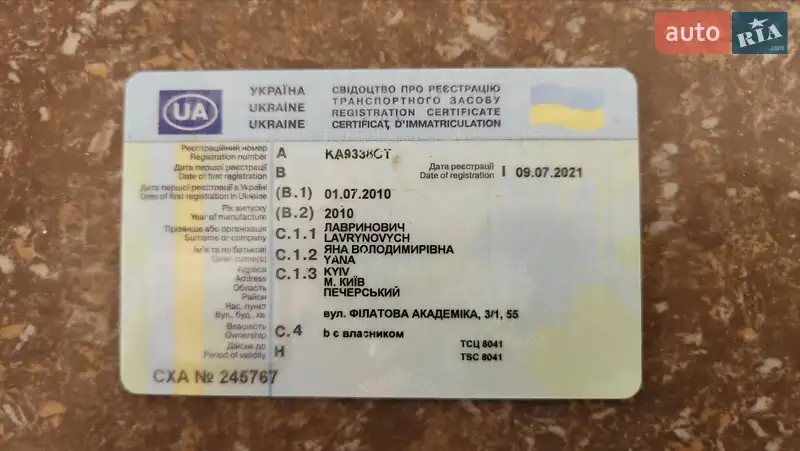 auto RIA .com
УКРАЇНА СВІДОЦТВО ПРО РЕЄСТРАЦІЮ
UKRAINE ТРАНСПОРТНОГО ЗАСОБУ
UKRAINE REGISTRATION CERTIFICATE
CERTIFICAT D'IMMATRICULATION
UA
Реєстраційний номер
Registration number A KA9338CT
Дата першої реєстрації
Date of first registration B
Дата реєстрації
Date of registration I 09.07.2021
Дата першої реєстрації в Україні
Date of first registration in Ukraine (B.1) 01.07.2010
Рік випуску
Year of manufacture (B.2) 2010
Прізвище або організація
Surname or company C.1.1 ЛАВРИНОВИЧ
LAVRYNOVYCH
Ім'я та по батькові
Given name(s) C.1.2 ЯНА ВОЛОДИМИРІВНА
YANA
Адреса
Address C.1.3 KYIV
Область М. КИЇВ
Район ПЕЧЕРСЬКИЙ
Нас. пункт
Вул., буд., кв. вул. ФІЛАТОВА АКАДЕМІКА, 3/1, 55
Власність
Ownership C.4 b є власником
Дійсне до
Period of validity H
ТСЦ 8041
TSC 8041
СХА № 245767